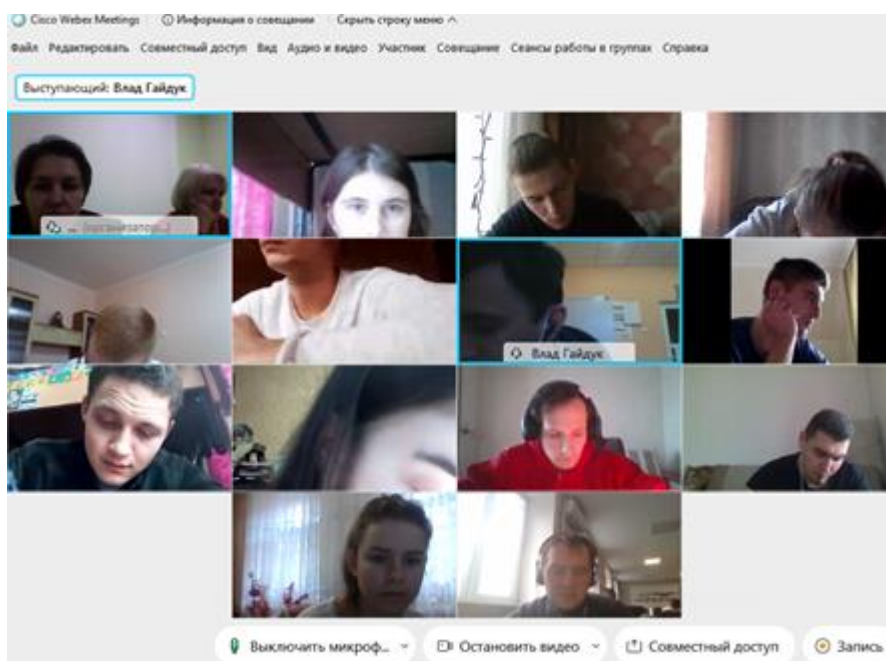 Cisco Webex Meetings Информация о совещании Скрыть строку меню
Файл Редактировать Совместный доступ Вид Аудио и видео Участник Совещание Сеансы работы в группах Справка
Выступающий: Влад Гайдук
... (организатор...)
Влад Гайдук
Выключить микроф... Остановить видео Совместный доступ Запись